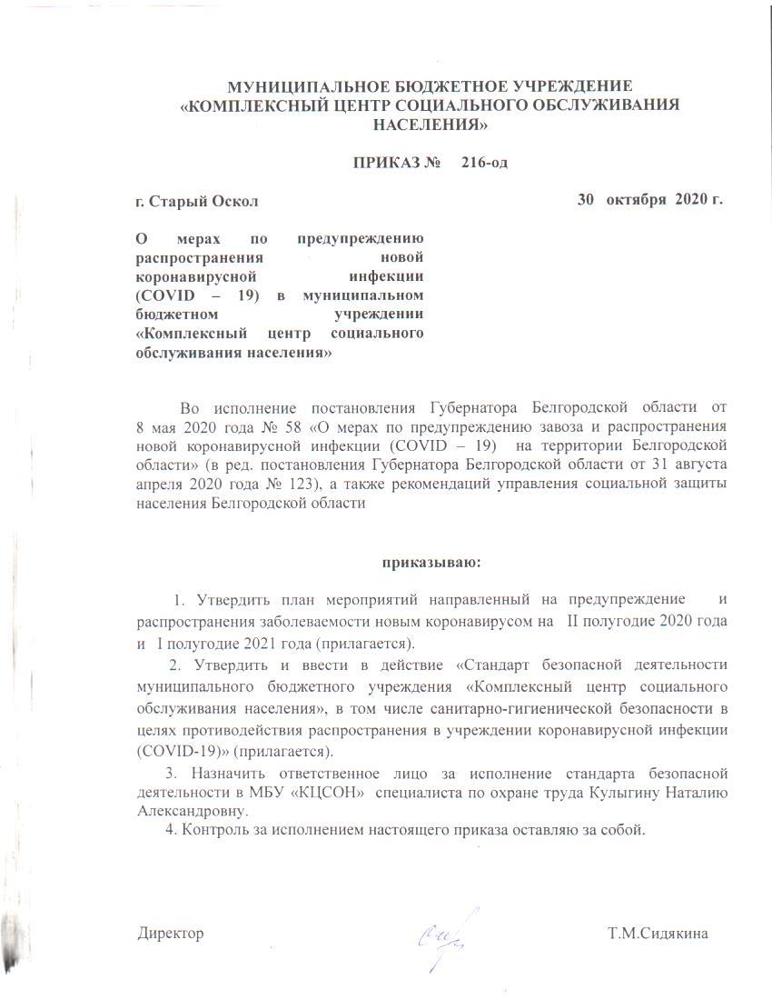 МУНИЦИПАЛЬНОЕ БЮДЖЕТНОЕ УЧРЕЖДЕНИЕ
«КОМПЛЕКСНЫЙ ЦЕНТР СОЦИАЛЬНОГО ОБСЛУЖИВАНИЯ
НАСЕЛЕНИЯ»
ПРИКАЗ № 216-од
г. Старый Оскол 30 октября 2020 г.
О мерах по предупреждению
распространения новой
коронавирусной инфекции
(COVID – 19) в муниципальном
бюджетном учреждении
«Комплексный центр социального
обслуживания населения»
Во исполнение постановления Губернатора Белгородской области от
8 мая 2020 года № 58 «О мерах по предупреждению завоза и распространения
новой коронавирусной инфекции (COVID – 19) на территории Белгородской
области» (в ред. постановления Губернатора Белгородской области от 31 августа
апреля 2020 года № 123), а также рекомендаций управления социальной защиты
населения Белгородской области
приказываю:
1. Утвердить план мероприятий направленный на предупреждение и
распространения заболеваемости новым коронавирусом на II полугодие 2020 года
и I полугодие 2021 года (прилагается).
2. Утвердить и ввести в действие «Стандарт безопасной деятельности
муниципального бюджетного учреждения «Комплексный центр социального
обслуживания населения», в том числе санитарно-гигиенической безопасности в
целях противодействия распространения в учреждении коронавирусной инфекции
(COVID-19)» (прилагается).
3. Назначить ответственное лицо за исполнение стандарта безопасной
деятельности в МБУ «КЦСОН» специалиста по охране труда Кулыгину Наталию
Александровну.
4. Контроль за исполнением настоящего приказа оставляю за собой.
Директор Т.М.Сидякина